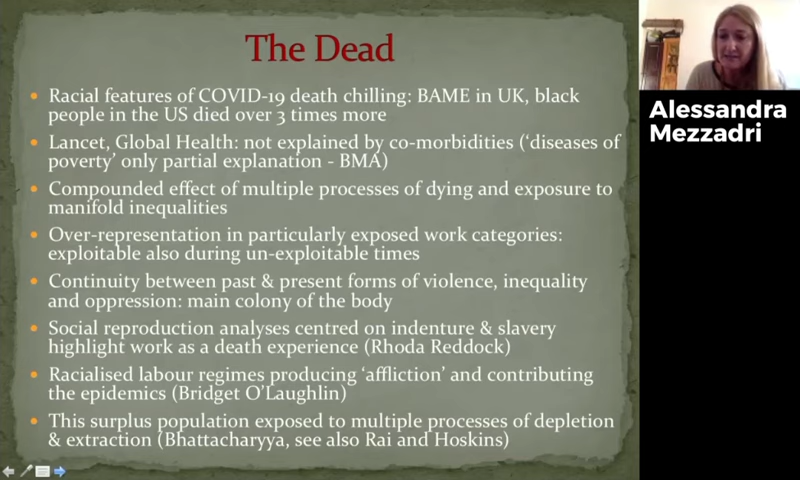 The Dead
Racial features of COVID-19 death chilling: BAME in UK, black
people in the US died over 3 times more
Lancet, Global Health: not explained by co-morbidities (‘diseases of
poverty’ only partial explanation - BMA)
Compounded effect of multiple processes of dying and exposure to
manifold inequalities
Over-representation in particularly exposed work categories:
exploitable also during un-exploitable times
Continuity between past & present forms of violence, inequality
and oppression: main colony of the body
Social reproduction analyses centred on indenture & slavery
highlight work as a death experience (Rhoda Reddock)
Racialised labour regimes producing ‘affliction’ and contributing
the epidemics (Bridget O’Laughlin)
This surplus population exposed to multiple processes of depletion
& extraction (Bhattacharyya, see also Rai and Hoskins)
Alessandra
Mezzadri